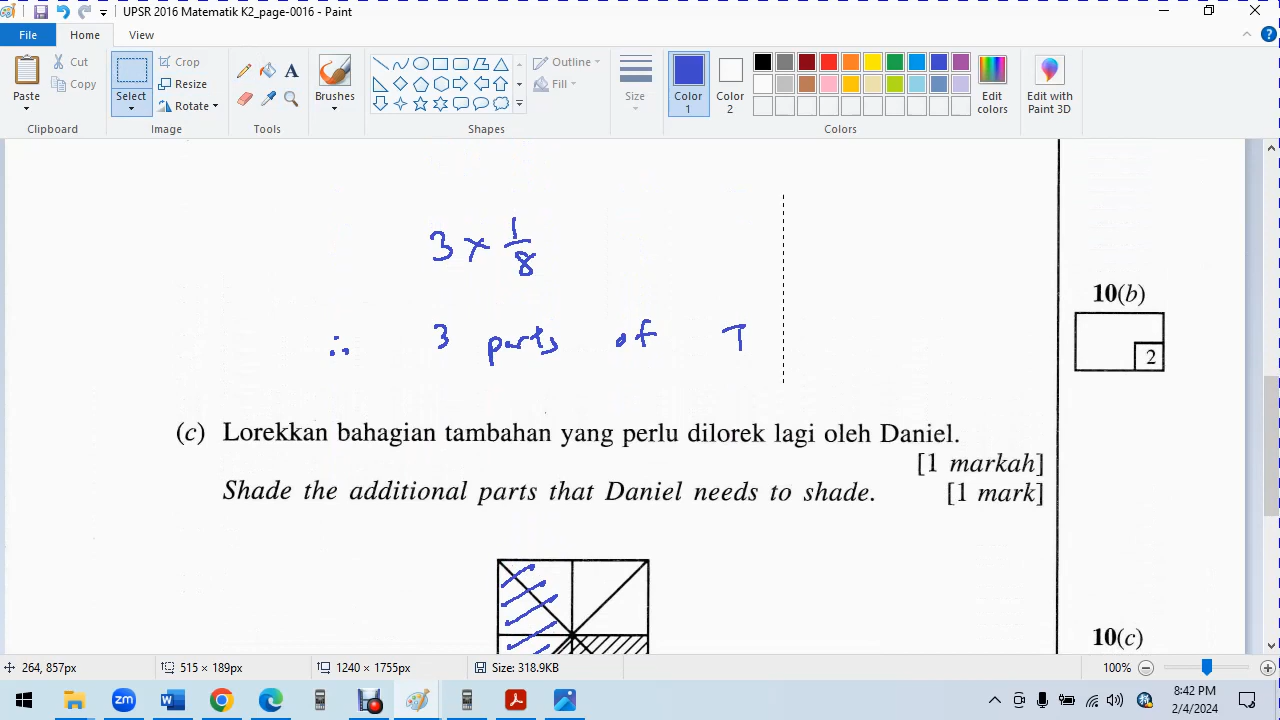 UPSR 2016 Matematik K2_page-0016 - Paint
File Home View
Paste Cut Copy Clipboard
Select Crop Resize Rotate Image
Tools
Brushes
Shapes Outline Fill
Size
Color 1 Color 2 Edit colors Colors
Edit with Paint 3D
3 × 1/8
∴ 3 parts of T
10(b)
2
(c) Lorekkan bahagian tambahan yang perlu dilorek lagi oleh Daniel.
[1 markah]
Shade the additional parts that Daniel needs to shade. [1 mark]
10(c)
264, 857px 515 × 189px 1240 × 1755px Size: 318.9KB 100%
8:42 PM
2/4/2024